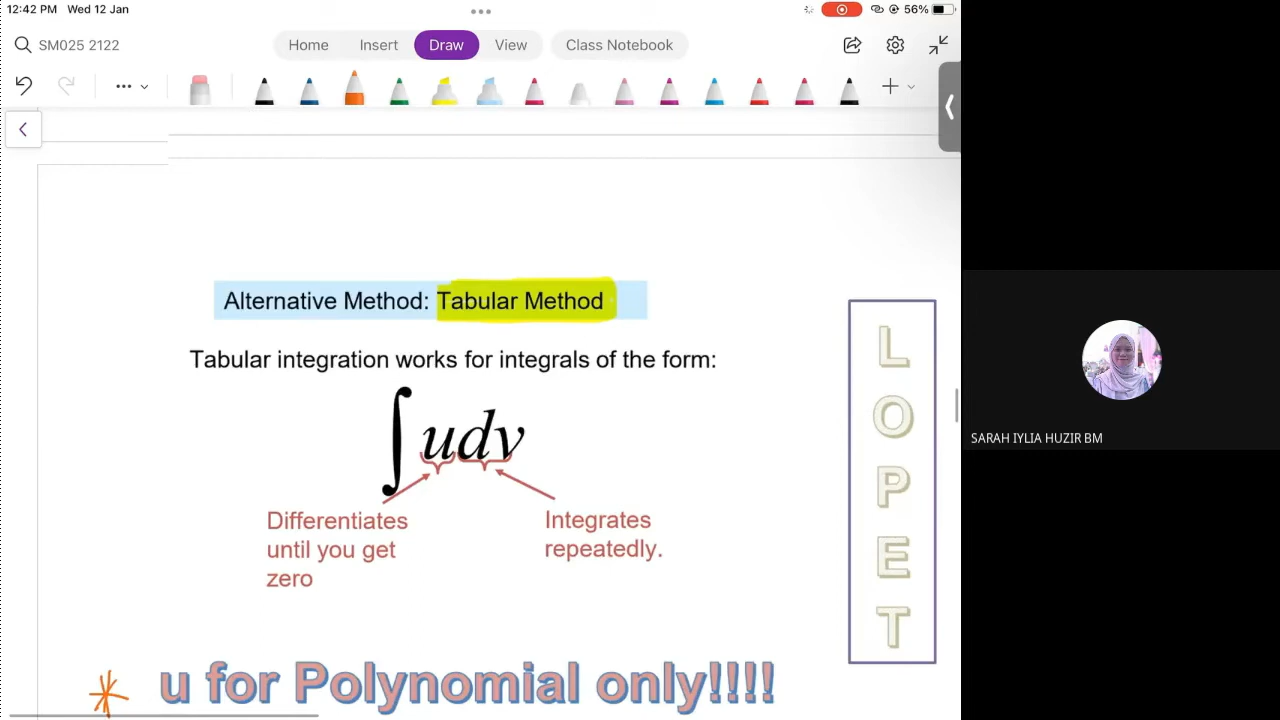 12:42 PM Wed 12 Jan
56%
SM025 2122
Home Insert Draw View Class Notebook
Alternative Method: Tabular Method
Tabular integration works for integrals of the form:
∫udv
Differentiates
until you get
zero
Integrates
repeatedly.
L
O
P
E
T
SARAH IYLIA HUZIR BM
* u for Polynomial only!!!!